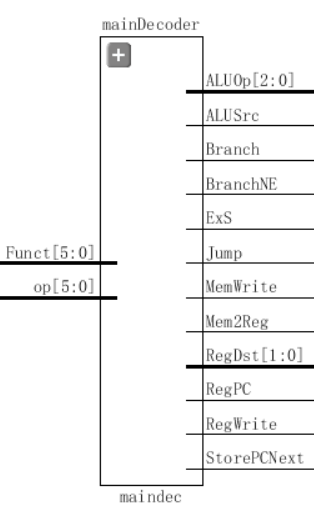 mainDecoder
ALUOp[2:0]
ALUSrc
Branch
BranchNE
ExS
Funct[5:0]
Jump
op[5:0]
MemWrite
Mem2Reg
RegDst[1:0]
RegPC
RegWrite
StorePCNext
maindec